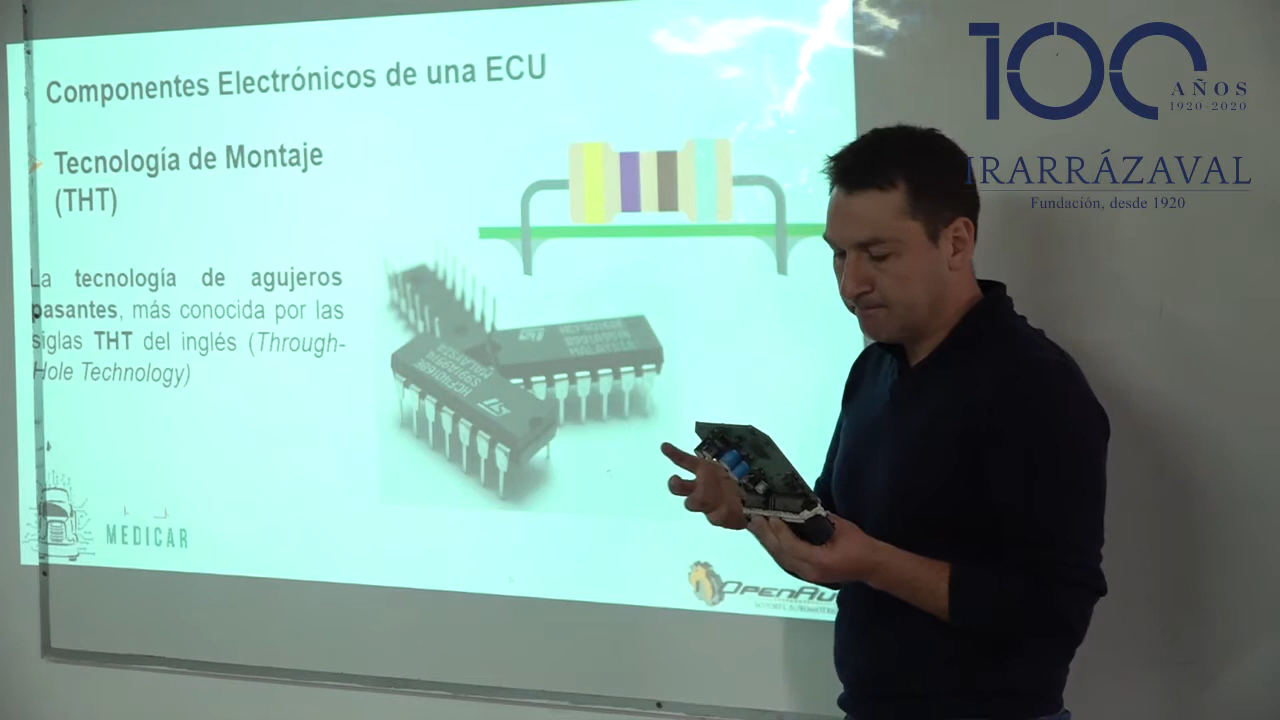 Componentes Electrónicos de una ECU
Tecnología de Montaje
(THT)
La tecnología de agujeros
pasantes, más conocida por las
siglas THT del inglés (Through-
Hole Technology)
MEDICAR
OPENAU
100
AÑOS
1920-2020
IRARRÁZAVAL
Fundación, desde 1920